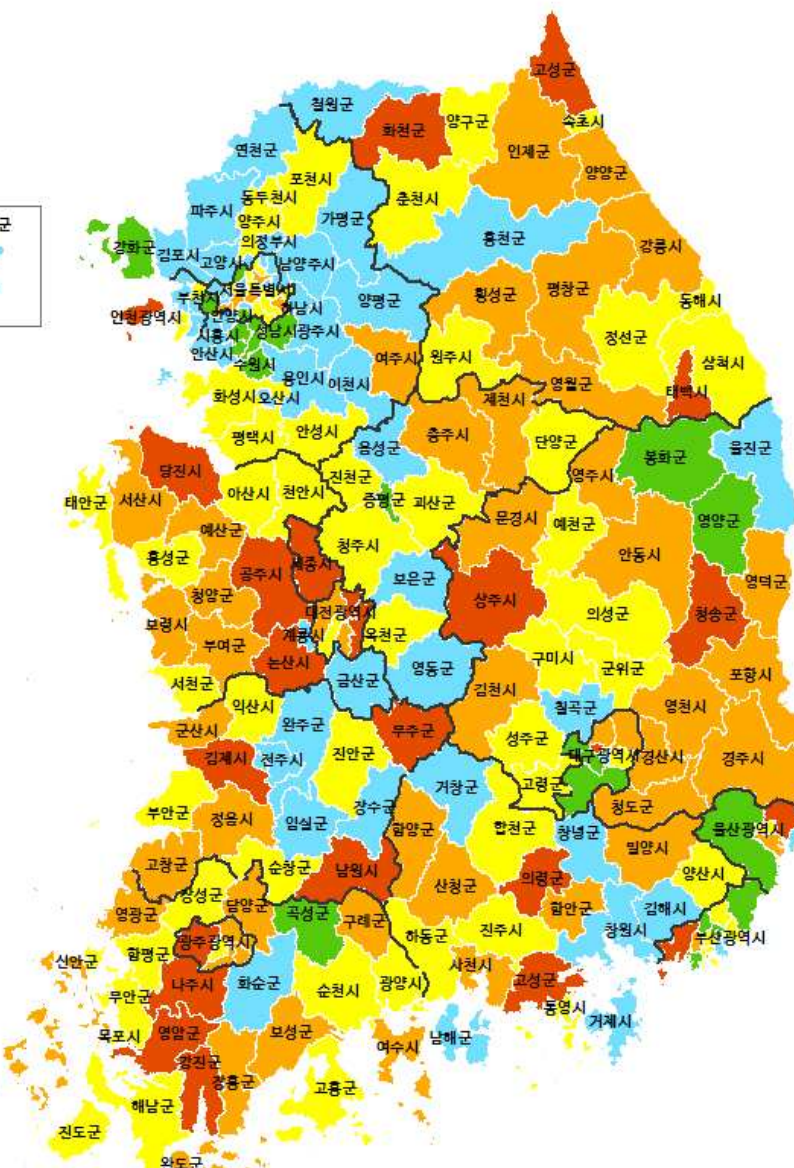 고성군
철원군
화천군
양구군
속초시
인제군
연천군
양양군
포천시
동두천시
춘천시
파주시
가평군
양주시
군
강화군
의정부시
홍천군
강릉시
김포시
고양시
남양주시
서울특별시
횡성군
평창군
부천시
양평군
동해시
하남시
인천광역시
안양시
시흥시
성남시
광주시
정선군
안산시
수원시
여주시
원주시
삼척시
용인시
이천시
영월군
태백시
화성시
오산시
제천시
평택시
안성시
충주시
단양군
음성군
봉화군
울진군
당진시
진천군
영주시
태안군
서산시
아산시
천안시
증평군
괴산군
예산군
문경시
예천군
영양군
홍성군
청주시
안동시
세종시
공주시
보은군
영덕군
청양군
상주시
대전광역시
의성군
청송군
보령시
계룡시
옥천군
부여군
논산시
구미시
군위군
서천군
금산군
영동군
김천시
포항시
익산시
칠곡군
영천시
군산시
완주군
무주군
성주군
김제시
전주시
진안군
대구광역시
경산시
경주시
거창군
고령군
부안군
정읍시
임실군
장수군
청도군
함양군
합천군
창녕군
울산광역시
밀양시
고창군
순창군
남원시
양산시
장성군
산청군
의령군
영광군
담양군
곡성군
구례군
함안군
김해시
광주광역시
하동군
진주시
창원시
부산광역시
함평군
신안군
사천시
나주시
화순군
순천시
광양시
고성군
무안군
통영시
거제시
목포시
영암군
보성군
여수시
남해군
강진군
장흥군
고흥군
해남군
진도군
완도군